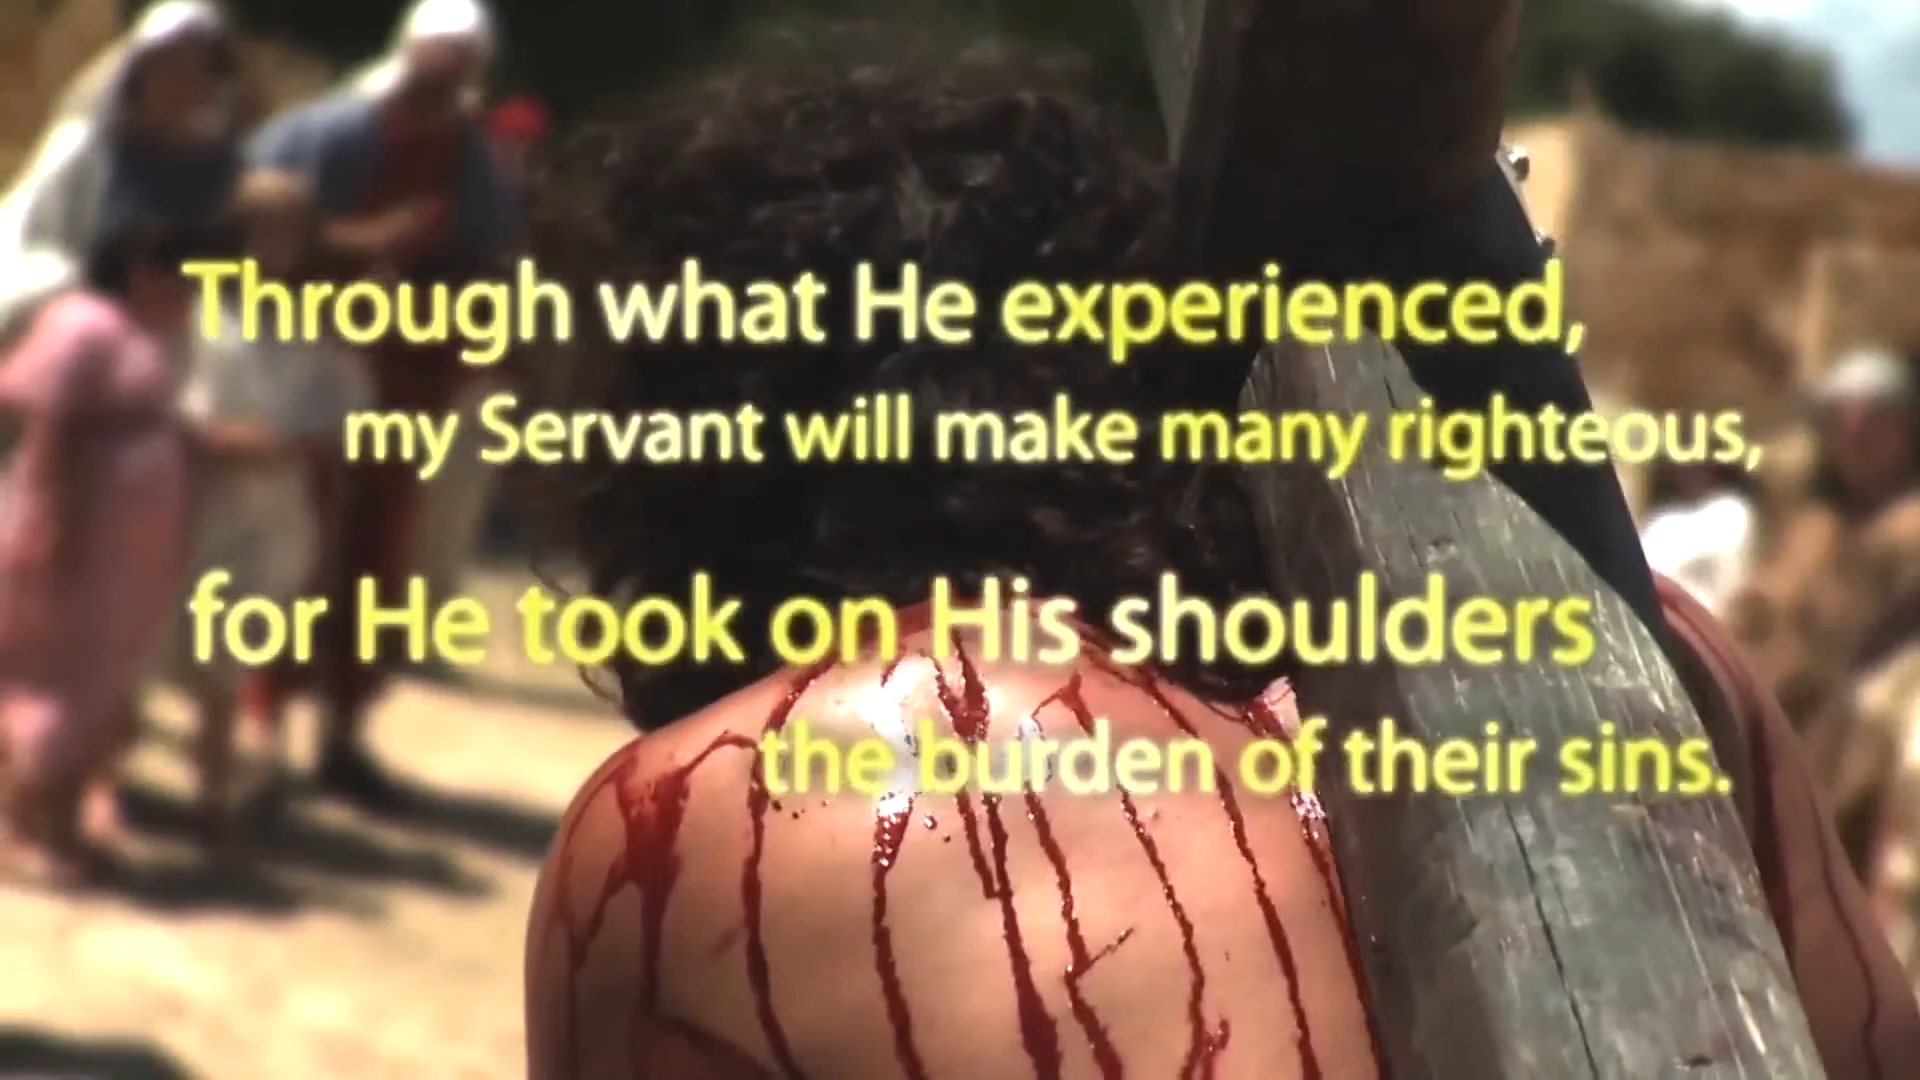 Through what He experienced,
my Servant will make many righteous,
for He took on His shoulders
the burden of their sins.